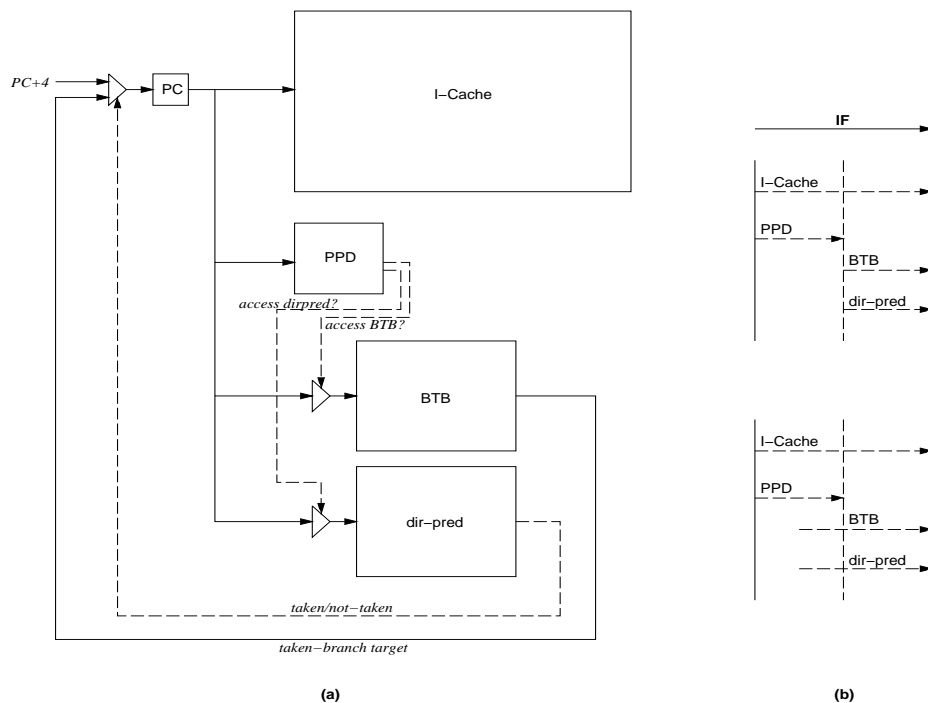 PC+4
PC
I−Cache
PPD
access dirpred?
access BTB?
BTB
dir−pred
taken/not−taken
taken−branch target
(a)
IF
I−Cache
PPD
BTB
dir−pred
I−Cache
PPD
BTB
dir−pred
(b)